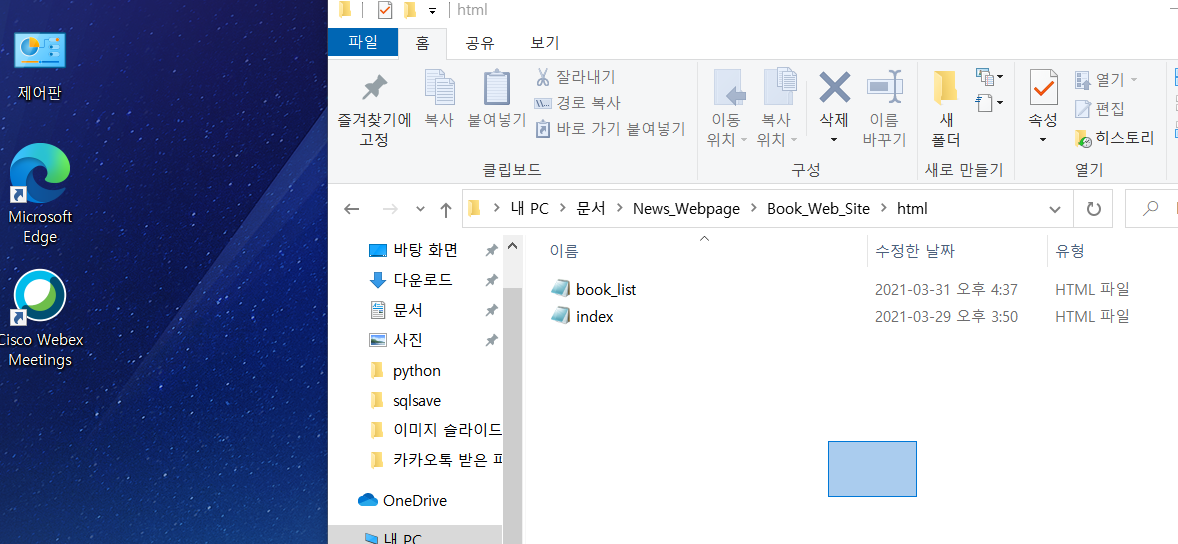 html
파일
홈
공유
보기
즐겨찾기에
고정
복사
붙여넣기
잘라내기
경로 복사
바로 가기 붙여넣기
클립보드
이동
위치
복사
위치
삭제
이름
바꾸기
구성
새
폴더
새로 만들기
속성
열기
편집
히스토리
열기
내 PC > 문서 > News_Webpage > Book_Web_Site > html
이름
수정한 날짜
유형
book_list 2021-03-31 오후 4:37 HTML 파일
index 2021-03-29 오후 3:50 HTML 파일
바탕 화면
다운로드
문서
사진
python
sqlsave
이미지 슬라이드
카카오톡 받은
OneDrive
내 PC
제어판
Microsoft
Edge
Cisco Webex
Meetings